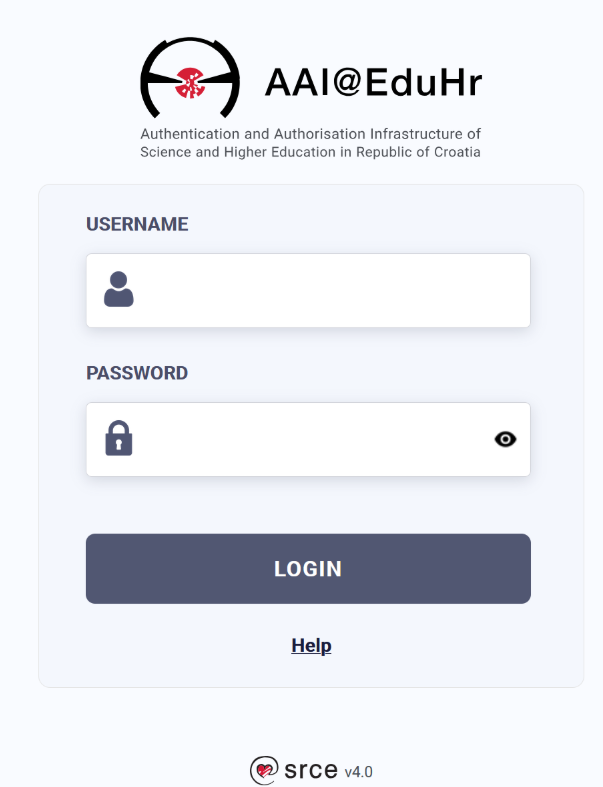 AAI@EduHr
Authentication and Authorisation Infrastructure of
Science and Higher Education in Republic of Croatia
USERNAME
PASSWORD
LOGIN
Help
srce v4.0